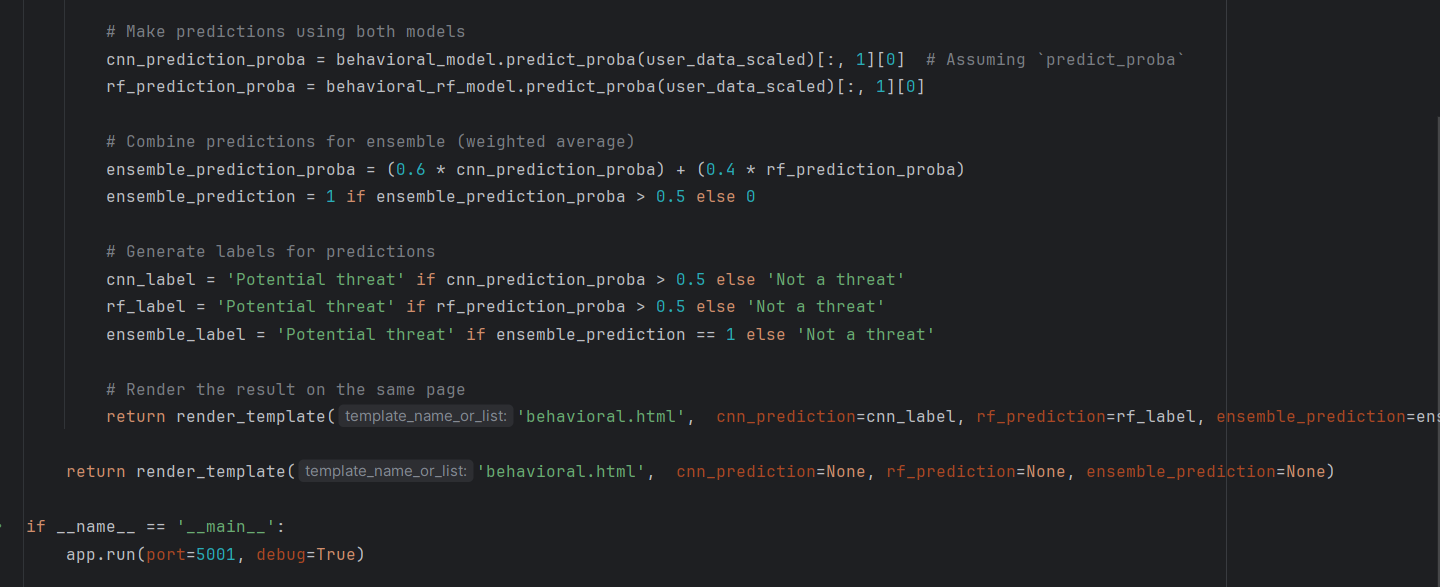 # Make predictions using both models
cnn_prediction_proba = behavioral_model.predict_proba(user_data_scaled)[:, 1][0]  # Assuming `predict_proba`
rf_prediction_proba = behavioral_rf_model.predict_proba(user_data_scaled)[:, 1][0]
# Combine predictions for ensemble (weighted average)
ensemble_prediction_proba = (0.6 * cnn_prediction_proba) + (0.4 * rf_prediction_proba)
ensemble_prediction = 1 if ensemble_prediction_proba > 0.5 else 0
# Generate labels for predictions
cnn_label = 'Potential threat' if cnn_prediction_proba > 0.5 else 'Not a threat'
rf_label = 'Potential threat' if rf_prediction_proba > 0.5 else 'Not a threat'
ensemble_label = 'Potential threat' if ensemble_prediction == 1 else 'Not a threat'
# Render the result on the same page
return render_template( template_name_or_list: 'behavioral.html',  cnn_prediction=cnn_label, rf_prediction=rf_label, ensemble_prediction=ens
return render_template( template_name_or_list: 'behavioral.html',  cnn_prediction=None, rf_prediction=None, ensemble_prediction=None)
if __name__ == '__main__':
app.run(port=5001, debug=True)